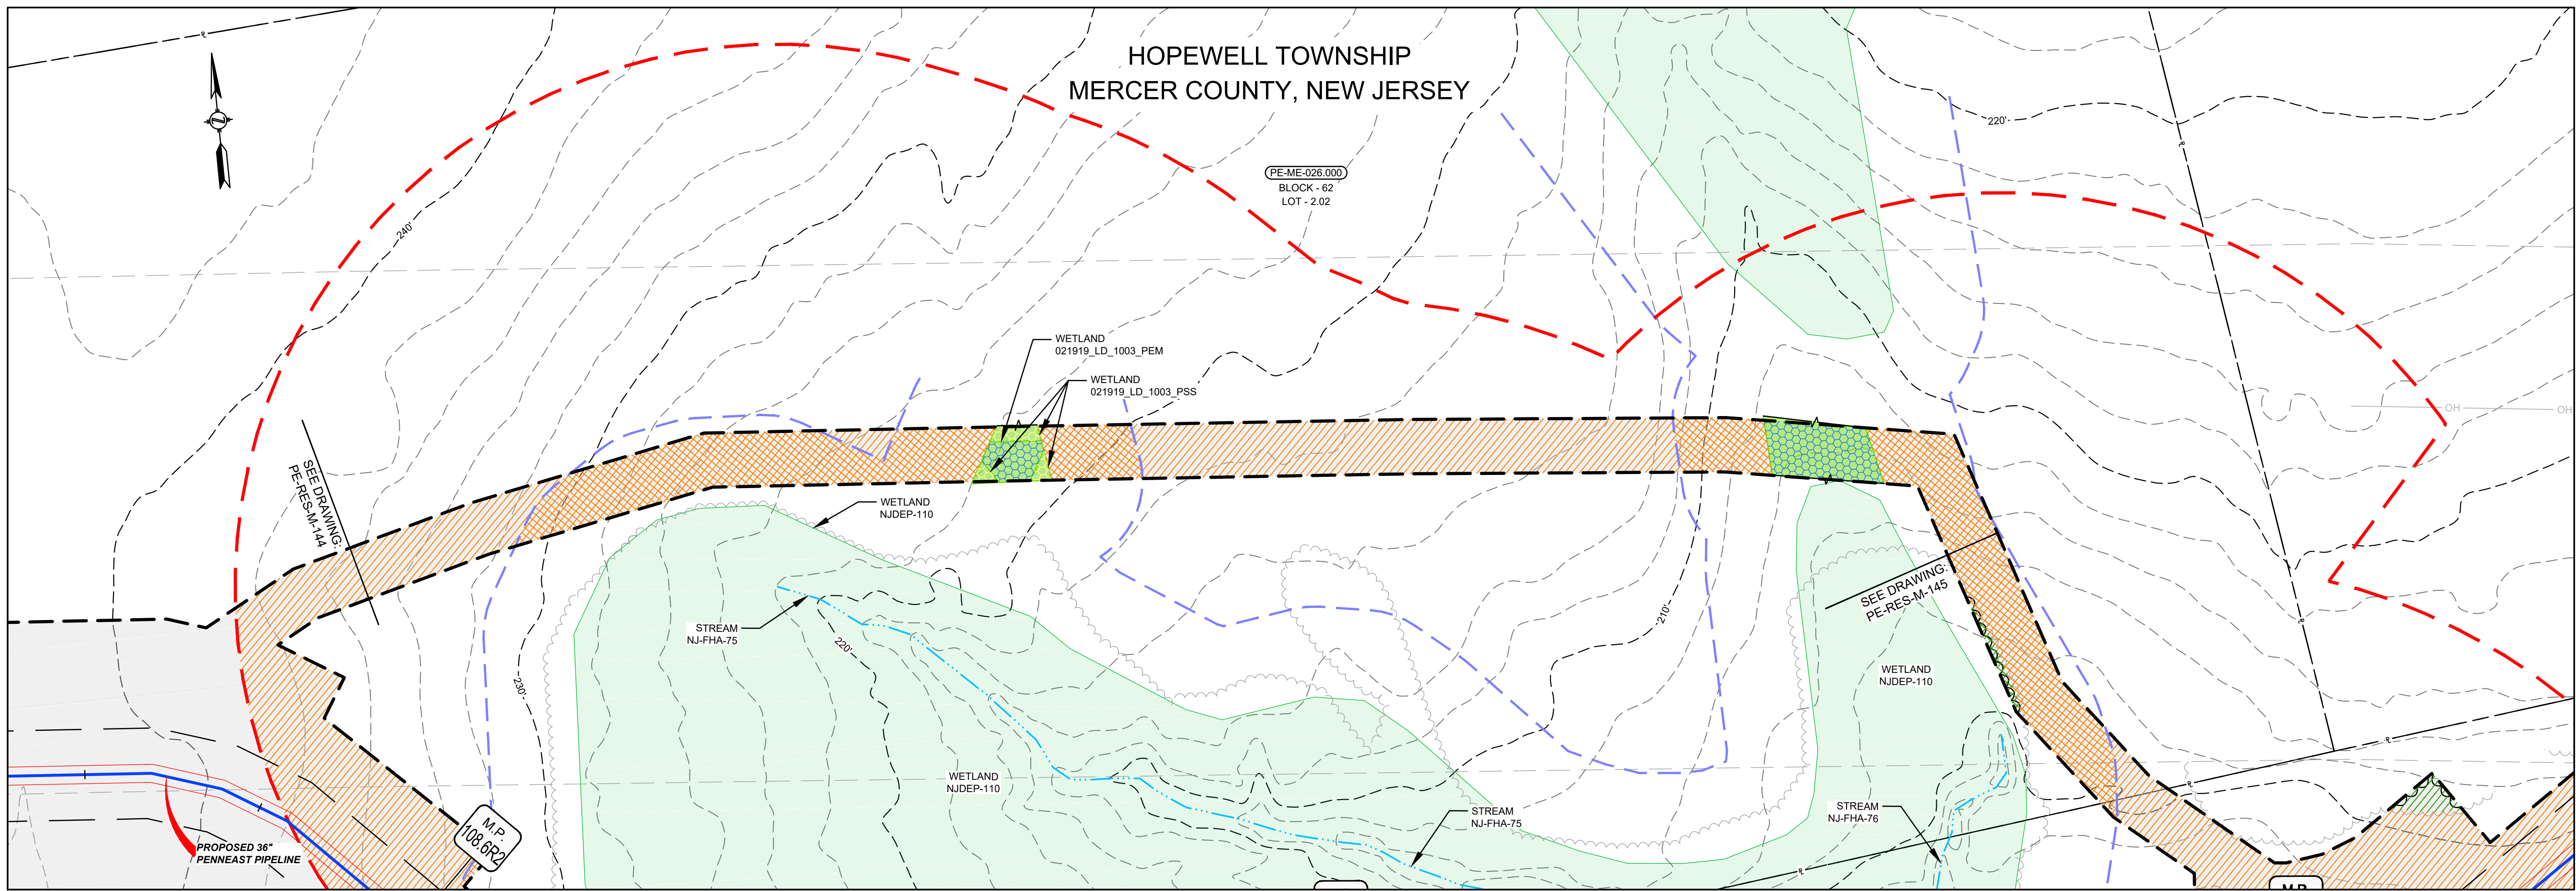 HOPEWELL TOWNSHIP
MERCER COUNTY, NEW JERSEY
PE-ME-026.000
BLOCK - 62
LOT - 2.02
220'
240'
OH
OH
WETLAND
021919_LD_1003_PEM
WETLAND
021919_LD_1003_PSS
SEE DRAWING:
PE-RES-M-144
WETLAND
NJDEP-110
SEE DRAWING:
PE-RES-M-145
STREAM
NJ-FHA-75
220'
210'
230'
WETLAND
NJDEP-110
WETLAND
NJDEP-110
STREAM
NJ-FHA-75
STREAM
NJ-FHA-76
M.P.
108.6R2
PROPOSED 36"
PENNEAST PIPELINE
M.P.